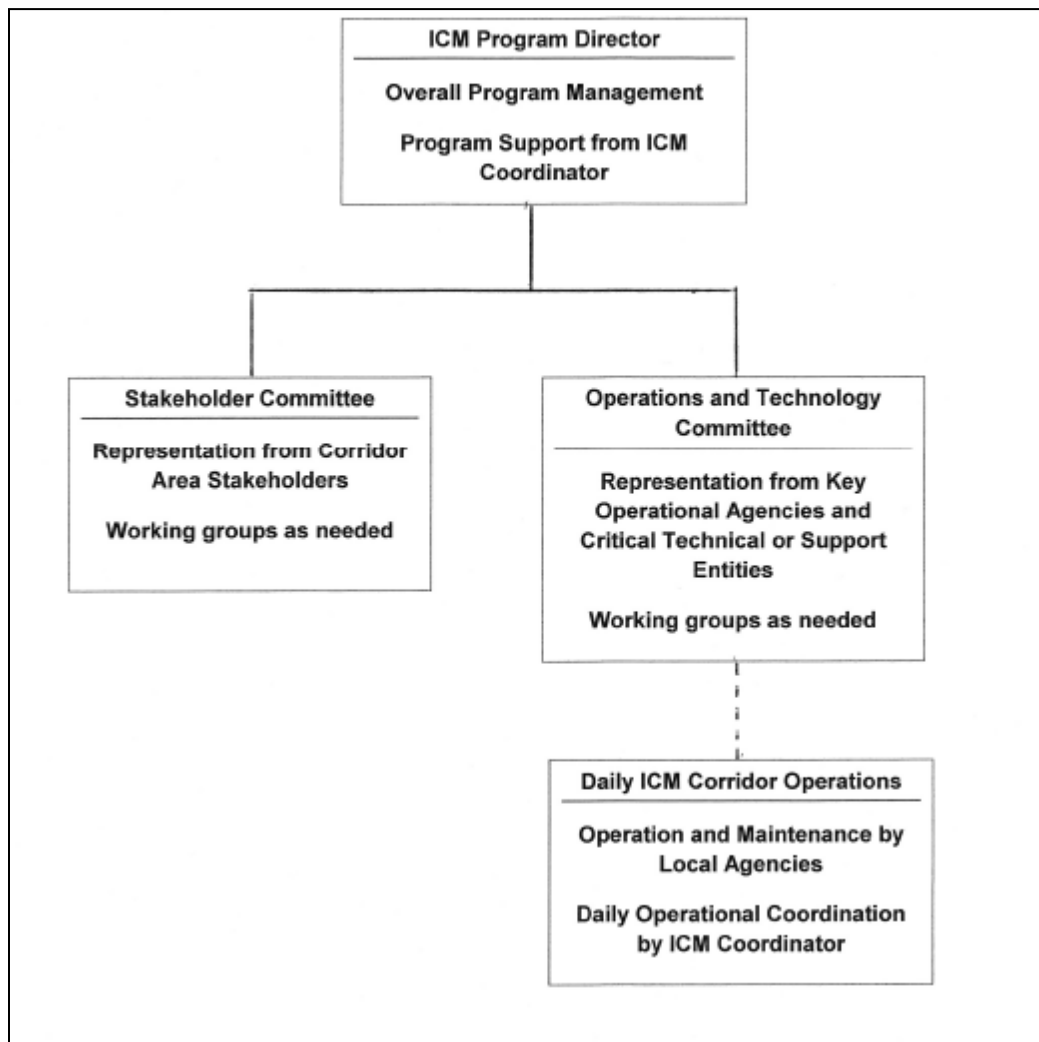 ICM Program Director
Overall Program Management
Program Support from ICM
Coordinator
Stakeholder Committee
Representation from Corridor
Area Stakeholders
Working groups as needed
Operations and Technology
Committee
Representation from Key
Operational Agencies and
Critical Technical or Support
Entities
Working groups as needed
Daily ICM Corridor Operations
Operation and Maintenance by
Local Agencies
Daily Operational Coordination
by ICM Coordinator